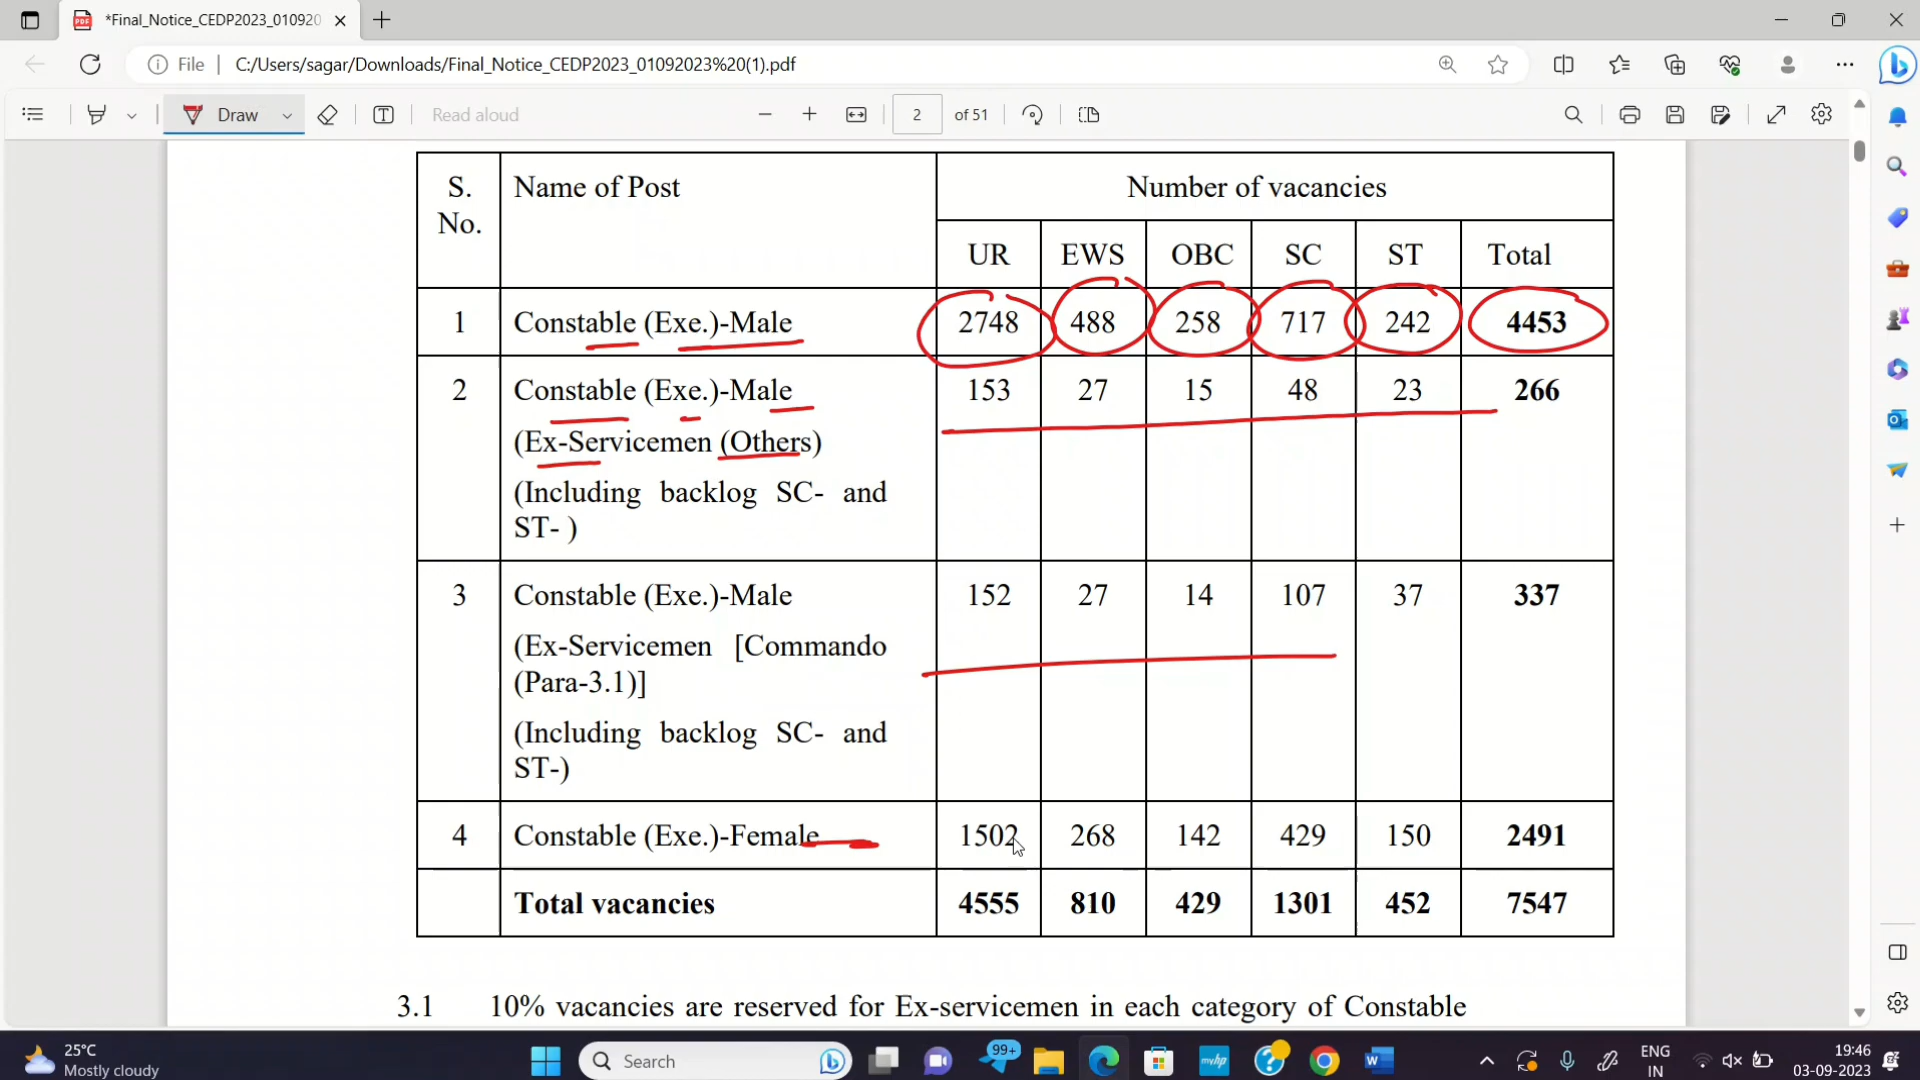 *Final_Notice_CEDP2023_010920
File
C:/Users/sagar/Downloads/Final_Notice_CEDP2023_01092023%20(1).pdf
Draw
Read aloud
2 of 51
S. No. Name of Post Number of vacancies
UR EWS OBC SC ST Total
1 Constable (Exe.)-Male 2748 488 258 717 242 4453
2 Constable (Exe.)-Male 153 27 15 48 23 266
(Ex-Servicemen (Others)
(Including backlog SC- and
ST- )
3 Constable (Exe.)-Male 152 27 14 107 37 337
(Ex-Servicemen [Commando
(Para-3.1)]
(Including backlog SC- and
ST-)
4 Constable (Exe.)-Female 1502 268 142 429 150 2491
Total vacancies 4555 810 429 1301 452 7547
3.1 10% vacancies are reserved for Ex-servicemen in each category of Constable
25°C
Mostly cloudy
Search
99+
myhp
ENG
IN
19:46
03-09-2023